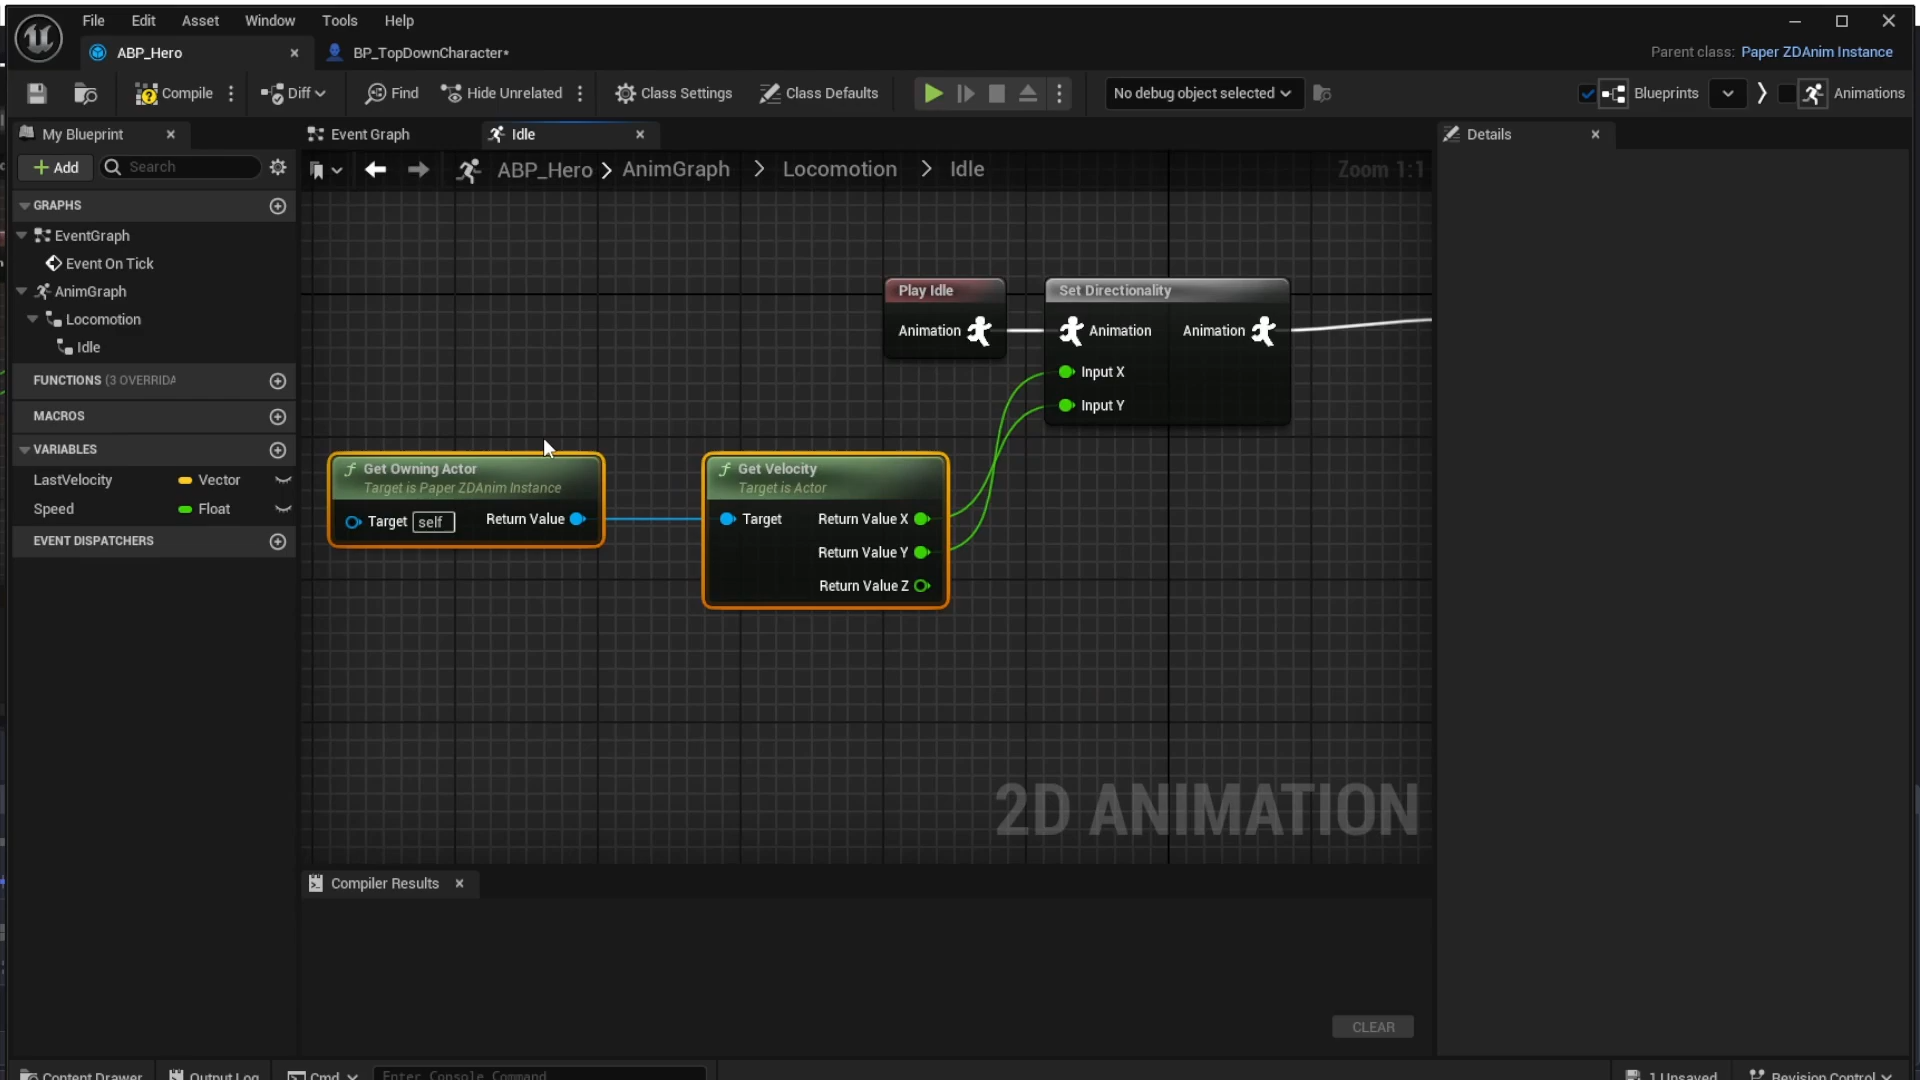 File Edit Asset Window Tools Help
ABP_Hero
BP_TopDownCharacter*
Parent class: Paper ZDAnim Instance
Compile
Diff
Find
Hide Unrelated
Class Settings
Class Defaults
No debug object selected
Blueprints
Animations
My Blueprint
Event Graph
Idle
Details
Add
Search
ABP_Hero > AnimGraph > Locomotion > Idle
Zoom 1:1
GRAPHS
EventGraph
Event On Tick
AnimGraph
Locomotion
Idle
FUNCTIONS (3 OVERRIDA
MACROS
VARIABLES
LastVelocity Vector
Speed Float
EVENT DISPATCHERS
Play Idle
Animation
Set Directionality
Animation Animation
Input X
Input Y
Get Owning Actor
Target is Paper ZDAnim Instance
Target self Return Value
Get Velocity
Target is Actor
Target Return Value X
Return Value Y
Return Value Z
2D ANIMATION
Compiler Results
CLEAR
Content Drawer
Output Log
Cmd
Enter Console Command
1 Unsaved
Revision Control